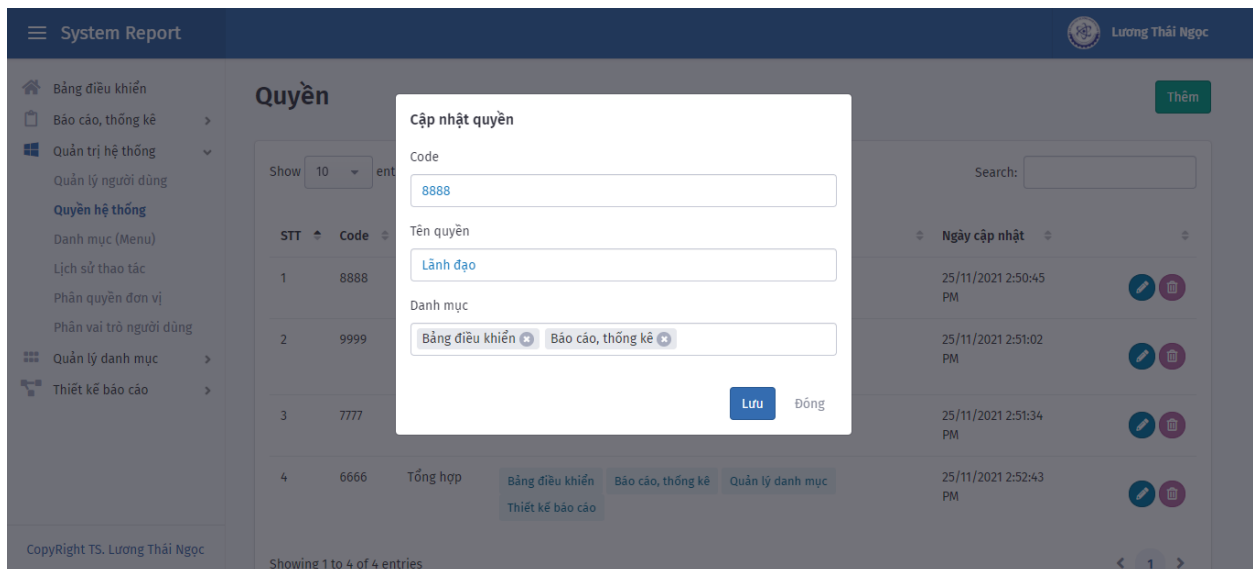 System Report
Lương Thái Ngọc
Bảng điều khiển
Báo cáo, thống kê
Quản trị hệ thống
Quản lý người dùng
Quyền hệ thống
Danh mục (Menu)
Lịch sử thao tác
Phân quyền đơn vị
Phân vai trò người dùng
Quản lý danh mục
Thiết kế báo cáo
CopyRight TS. Lương Thái Ngọc
Quyền
Thêm
Show 10 ent
Search:
STT Code Ngày cập nhật
1 8888 25/11/2021 2:50:45
PM
2 9999 25/11/2021 2:51:02
PM
3 7777 25/11/2021 2:51:34
PM
4 6666 Tổng hợp Bảng điều khiển Báo cáo, thống kê Quản lý danh mục 25/11/2021 2:52:43
Thiết kế báo cáo PM
Showing 1 to 4 of 4 entries
1
Cập nhật quyền
Code
8888
Tên quyền
Lãnh đạo
Danh mục
Bảng điều khiển Báo cáo, thống kê
Lưu Đóng